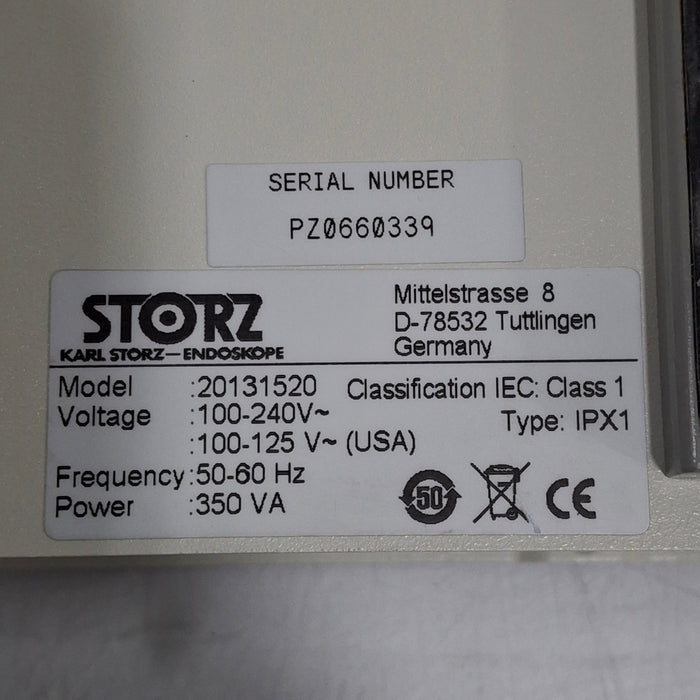 SERIAL NUMBER
PZ0660339
STORZ
KARL STORZ—ENDOSKOPE
Mittelstrasse 8
D-78532 Tuttlingen
Germany
Model :20131520 Classification IEC: Class 1
Voltage :100-240V~ Type: IPX1
:100-125 V~ (USA)
Frequency:50-60 Hz
Power :350 VA
50
CE